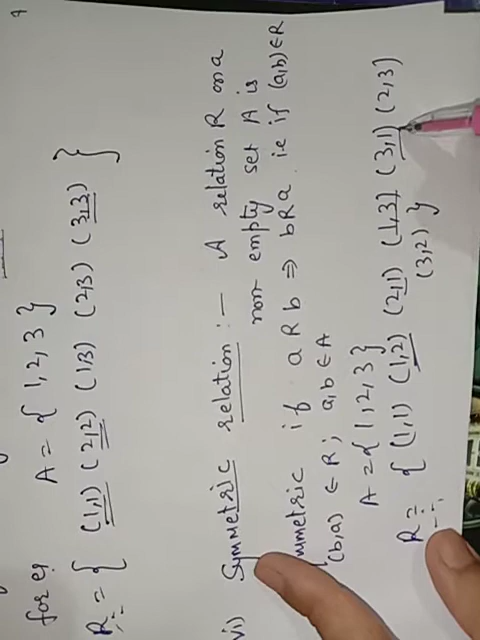 for eg A = { 1, 2, 3 }
R = { (1,1) (2,2) (1,3) (2,3) (3,3) }
vi) Symmetric relation :- A relation R on a
non empty set A is
symmetric if a R b ⇒ b R a i.e if (a,b) ∈ R
(b,a) ∈ R ; a,b ∈ A
A = { 1, 2, 3 }
R = { (1,1) (1,2) (2,1) (1,3) (3,1) (2,3)
(3,2) }